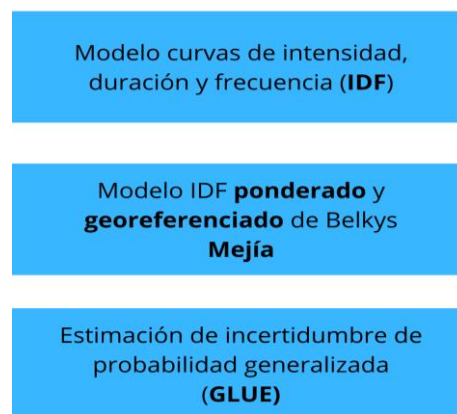 Modelo curvas de intensidad,
duración y frecuencia (IDF)
Modelo IDF ponderado y
georeferenciado de Belkys
Mejía
Estimación de incertidumbre de
probabilidad generalizada
(GLUE)